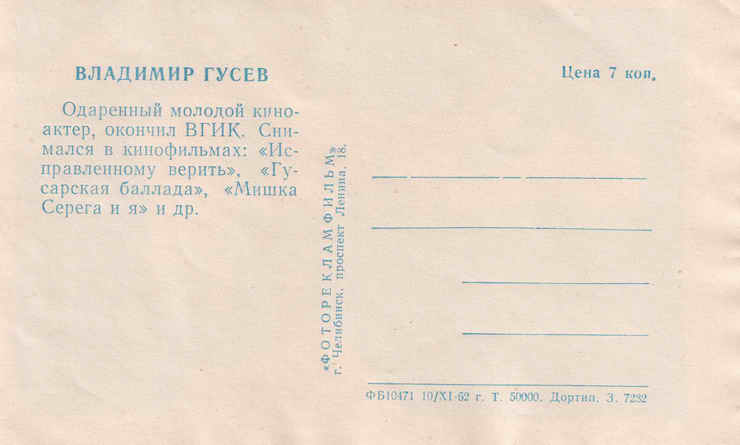 ВЛАДИМИР ГУСЕВ
Одаренный молодой кино-
актер, окончил ВГИК. Сни-
мался в кинофильмах: «Ис-
правленному верить», «Гу-
сарская баллада», «Мишка
Серега и я» и др.
Цена 7 коп.
«ФОТОРЕКЛАМФИЛЬМ»
г. Челябинск, проспект Ленина, 18.
ФБ10471 10/XI-62 г. Т. 50000. Дортип. З. 7232